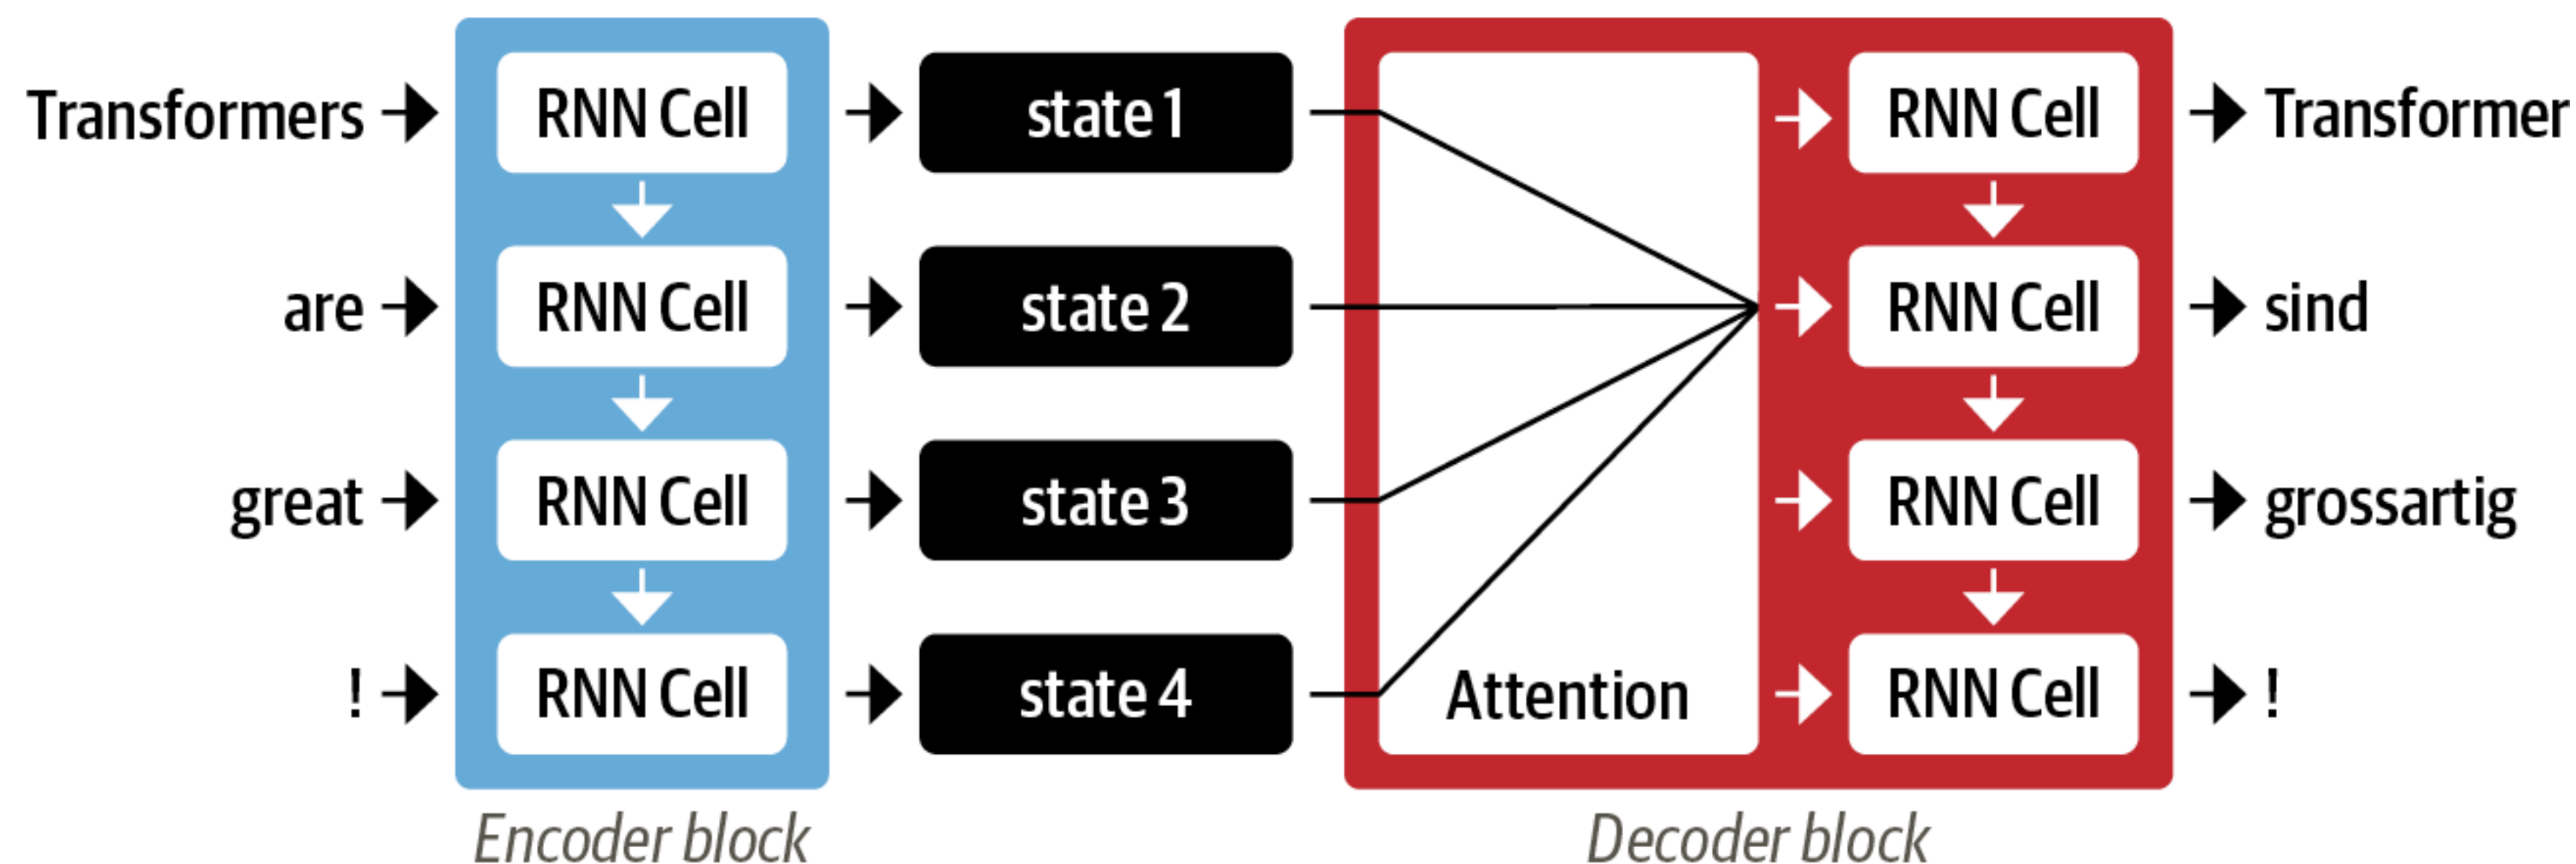 Transformers RNN Cell state 1 RNN Cell Transformer
are RNN Cell state 2 RNN Cell sind
great RNN Cell state 3 RNN Cell grossartig
! RNN Cell state 4 Attention RNN Cell !
Encoder block Decoder block